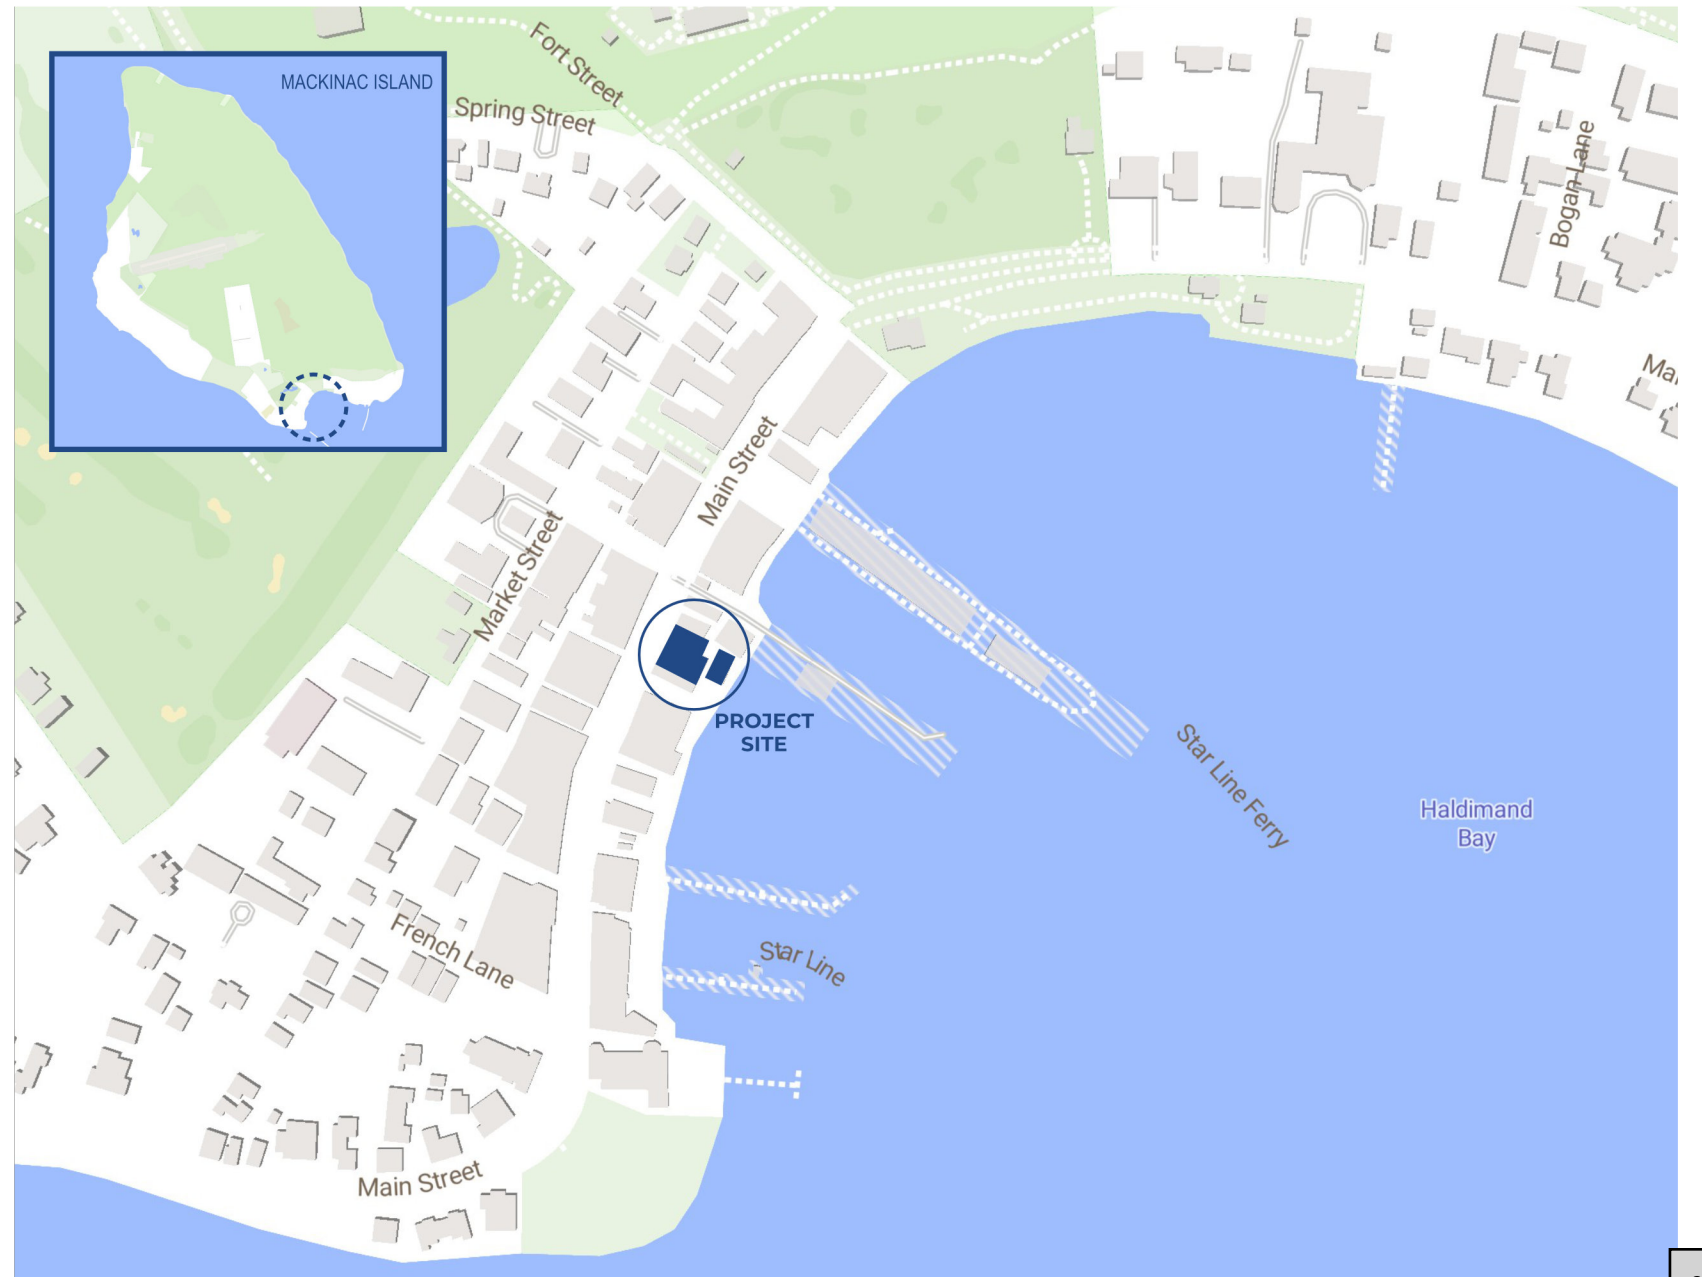 MACKINAC ISLAND
Fort Street
Spring Street
Bogan Lane
Main Street
Market Street
PROJECT
SITE
Star Line Ferry
Haldimand
Bay
French Lane
Star Line
Main Street